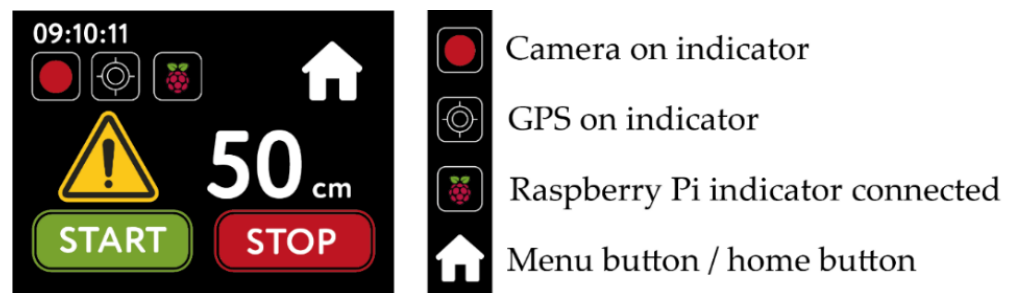 09:10:11
50 cm
START STOP
Camera on indicator
GPS on indicator
Raspberry Pi indicator connected
Menu button / home button